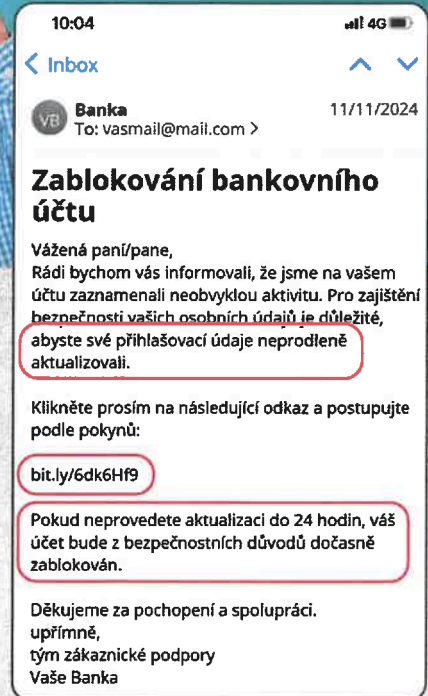 10:04
4G
Inbox
VB
Banka
11/11/2024
To: vasmail@mail.com >
Zablokování bankovního
účtu
Vážená paní/pane,
Rádi bychom vás informovali, že jsme na vašem
účtu zaznamenali neobvyklou aktivitu. Pro zajištění
bezpečnosti vašich osobních údajů je důležité,
abyste své přihlašovací údaje neprodleně
aktualizovali.
Klikněte prosím na následující odkaz a postupujte
podle pokynů:
bit.ly/6dk6Hf9
Pokud neprovedete aktualizaci do 24 hodin, váš
účet bude z bezpečnostních důvodů dočasně
zablokován.
Děkujeme za pochopení a spolupráci.
upřímně,
tým zákaznické podpory
Vaše Banka